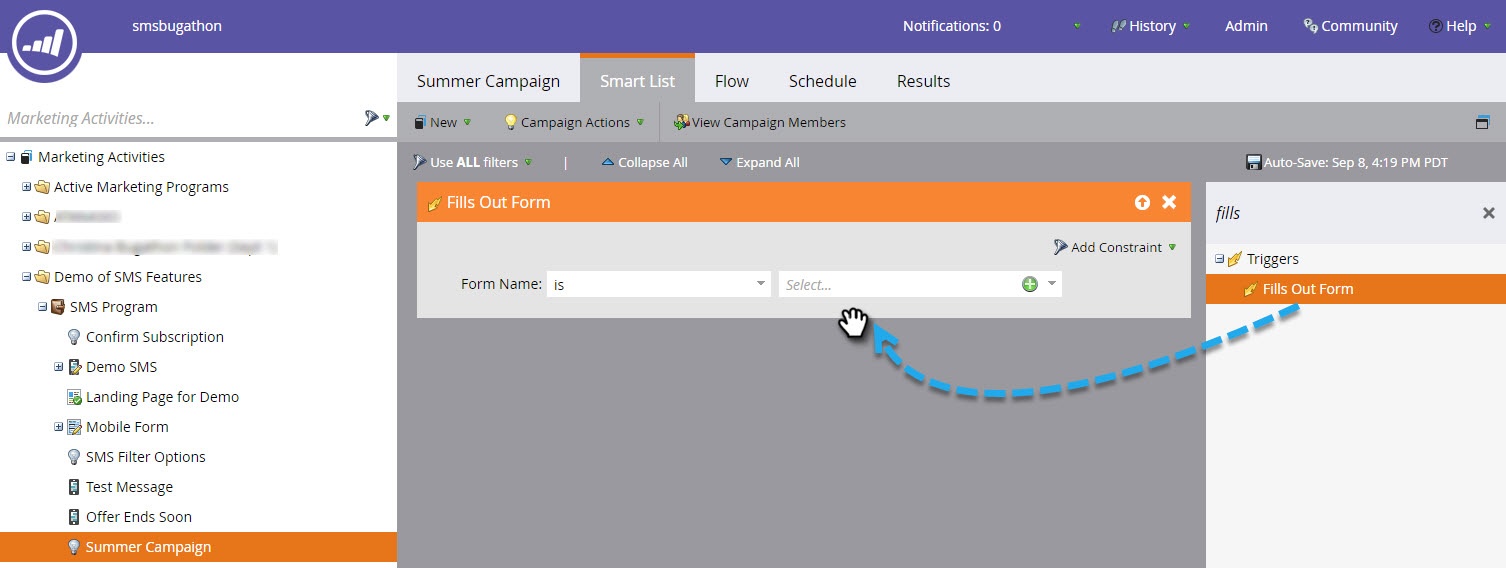 smsbugathon
Notifications: 0
History
Admin
Community
Help
Marketing Activities...
Summer Campaign
Smart List
Flow
Schedule
Results
New
Campaign Actions
View Campaign Members
Use ALL filters
|
Collapse All
Expand All
Auto-Save: Sep 8, 4:19 PM PDT
Marketing Activities
Active Marketing Programs
Demo of SMS Features
SMS Program
Confirm Subscription
Demo SMS
Landing Page for Demo
Mobile Form
SMS Filter Options
Test Message
Offer Ends Soon
Summer Campaign
Fills Out Form
Add Constraint
Form Name: is Select...
fills
Triggers
Fills Out Form